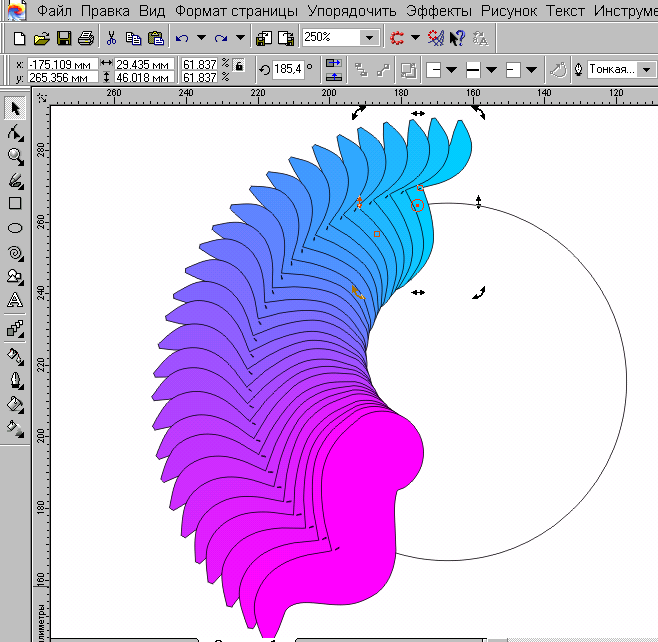 Файл Правка Вид Формат страницы Упорядочить Эффекты Рисунок Текст Инструме
250%
x: -175.109 мм 29.435 мм 61.837 % 185,4 °
y: 265.356 мм 46.018 мм 61.837 % Тонкая...
260 240 220 200 180 160 140 120
280
260
240
220
200
180
160
лиметры